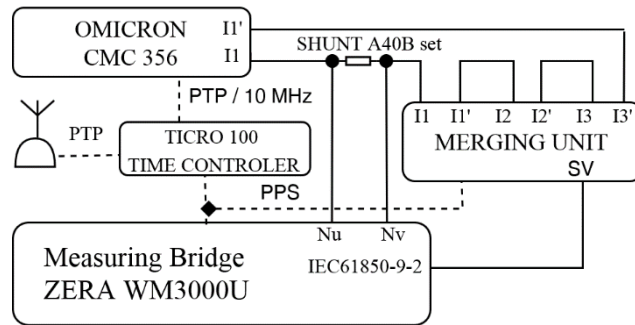 OMICRON
CMC 356
I1'
I1
SHUNT A40B set
PTP / 10 MHz
PTP
TICRO 100
TIME CONTROLER
I1 I1' I2 I2' I3 I3'
MERGING UNIT
SV
PPS
Nu Nv
Measuring Bridge
ZERA WM3000U
IEC61850-9-2